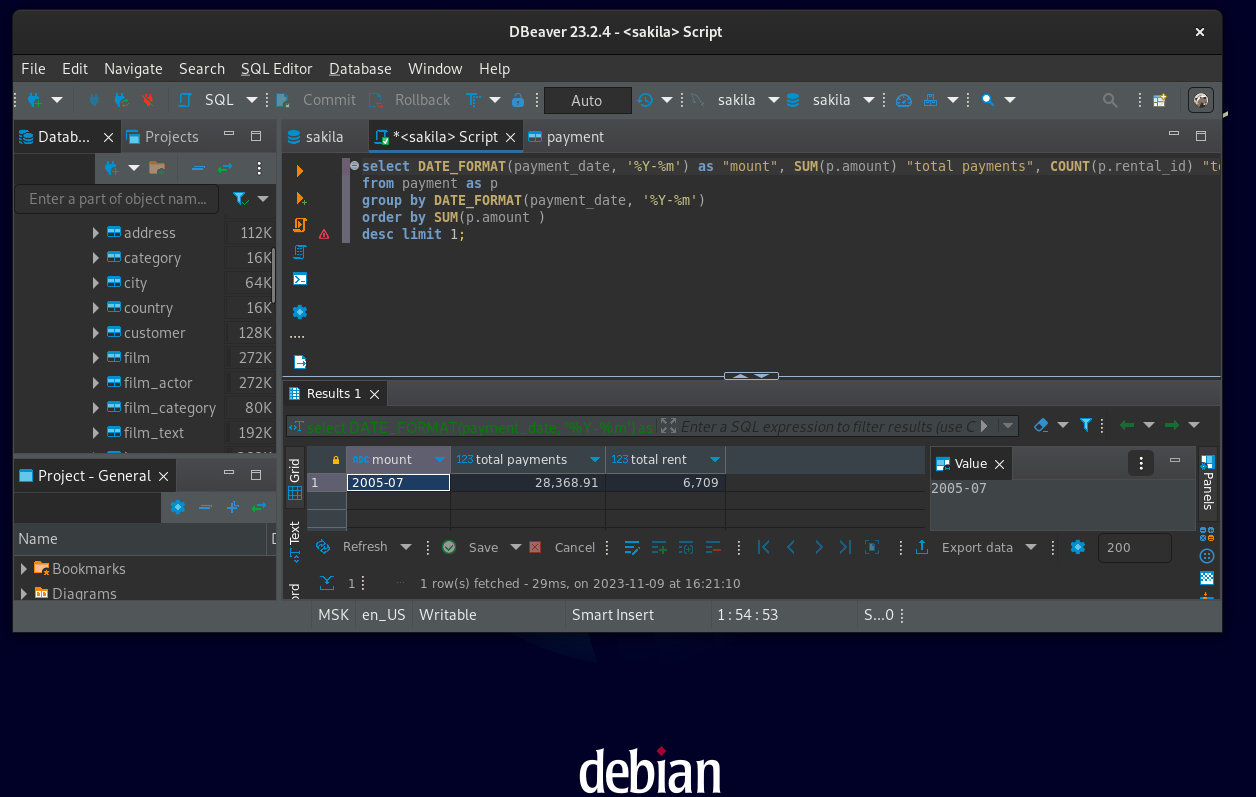 DBeaver 23.2.4 - <sakila> Script
File Edit Navigate Search SQL Editor Database Window Help
SQL Commit Rollback Auto sakila sakila
Datab... Projects
sakila *<sakila> Script payment
Enter a part of object nam...
address 112K
category 16K
city 64K
country 16K
customer 128K
film 272K
film_actor 272K
film_category 80K
film_text 192K
select DATE_FORMAT(payment_date, '%Y-%m') as "mount", SUM(p.amount) "total payments", COUNT(p.rental_id)
from payment as p
group by DATE_FORMAT(payment_date, '%Y-%m')
order by SUM(p.amount )
desc limit 1;
Project - General
Name
Bookmarks
Diagrams
Results 1
select DATE_FORMAT(payment_date, '%Y-%m') as Enter a SQL expression to filter results (use C
Grid
Text
mount 123 total payments 123 total rent
1 2005-07 28,368.91 6,709
Value
2005-07
Panels
Refresh Save Cancel Export data 200
1 1 row(s) fetched - 29ms, on 2023-11-09 at 16:21:10
MSK en_US Writable Smart Insert 1 : 54 : 53 S...0
debian